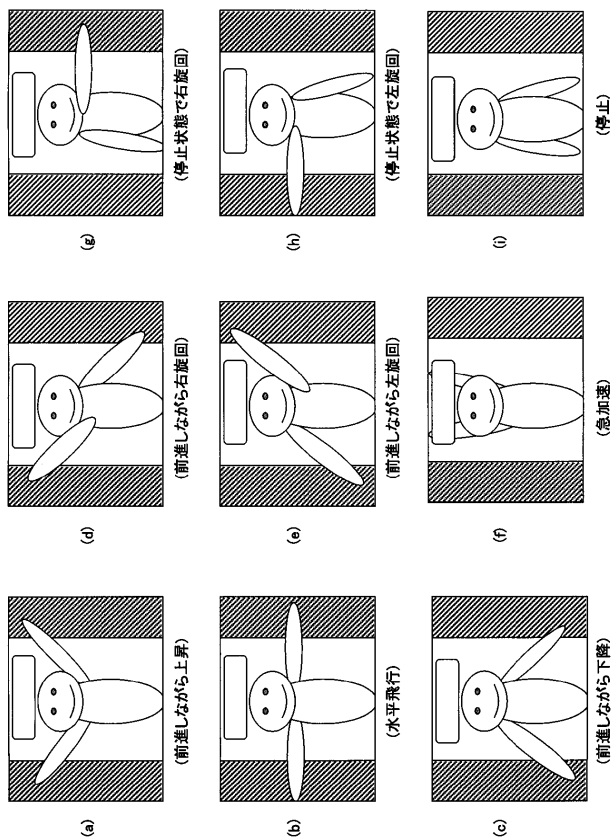 (a)
(前進しながら上昇)
(b)
(水平飛行)
(c)
(前進しながら下降)
(d)
(前進しながら右旋回)
(e)
(前進しながら左旋回)
(f)
(急加速)
(g)
(停止状態で右旋回)
(h)
(停止状態で左旋回)
(i)
(停止)